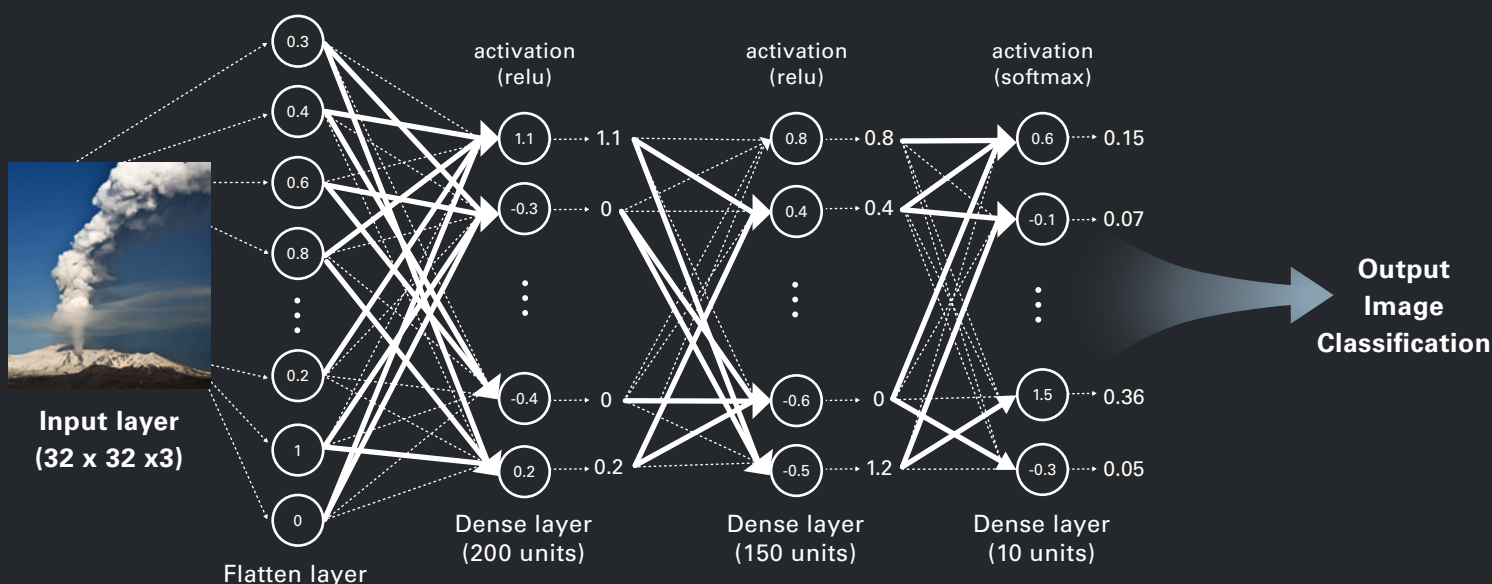 0.3
0.4
0.6
0.8
0.2
1
0
Input layer
(32 x 32 x3)
Flatten layer
activation
(relu)
1.1
1.1
-0.3
0
-0.4
0
0.2
0.2
Dense layer
(200 units)
activation
(relu)
0.8
0.8
0.4
0.4
-0.6
0
-0.5
1.2
Dense layer
(150 units)
activation
(softmax)
0.6
0.15
-0.1
0.07
1.5
0.36
-0.3
0.05
Dense layer
(10 units)
Output
Image
Classification